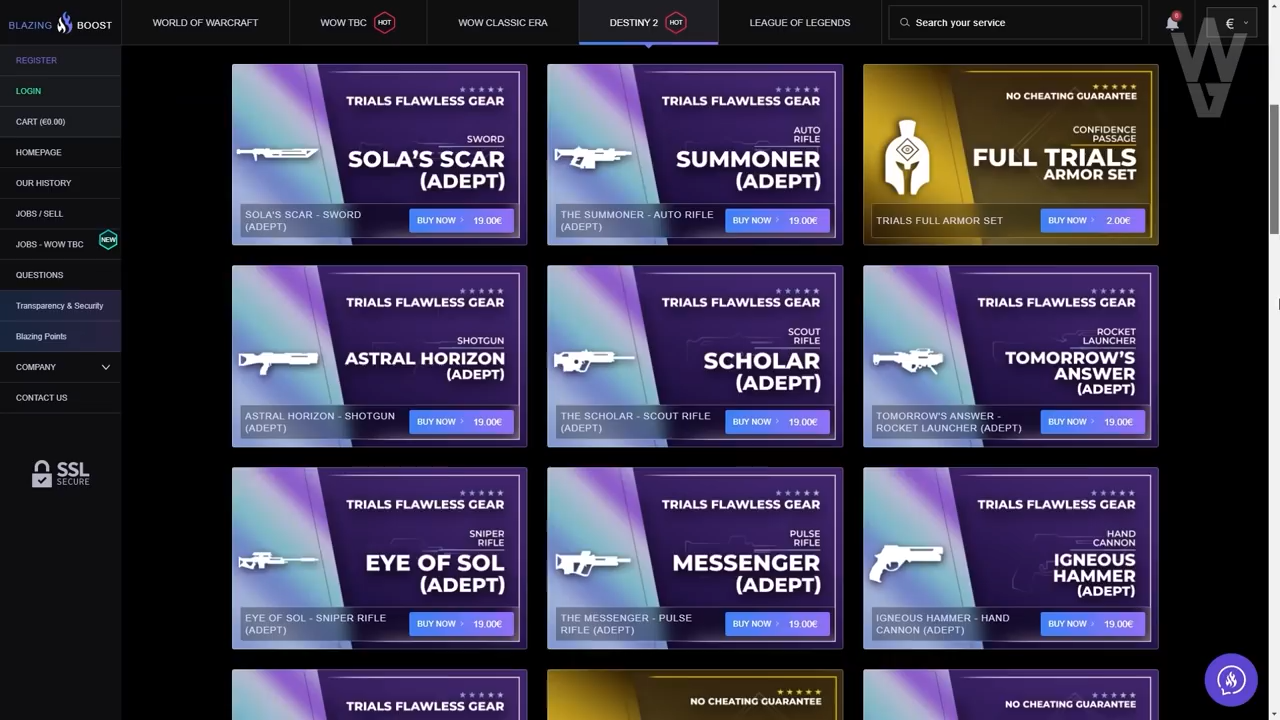 BLAZING BOOST
WORLD OF WARCRAFT
WOW TBC
HOT
WOW CLASSIC ERA
DESTINY 2
HOT
LEAGUE OF LEGENDS
Search your service
€
WG
REGISTER
LOGIN
CART (€0.00)
HOMEPAGE
OUR HISTORY
JOBS / SELL
JOBS - WOW TBC
NEW
QUESTIONS
Transparency & Security
Blazing Points
COMPANY
CONTACT US
SSL
SECURE
TRIALS FLAWLESS GEAR
SWORD
SOLA'S SCAR
(ADEPT)
SOLA'S SCAR - SWORD
(ADEPT)
BUY NOW 19.00€
TRIALS FLAWLESS GEAR
AUTO
RIFLE
SUMMONER
(ADEPT)
THE SUMMONER - AUTO RIFLE
(ADEPT)
BUY NOW 19.00€
NO CHEATING GUARANTEE
CONFIDENCE
PASSAGE
FULL TRIALS
ARMOR SET
TRIALS FULL ARMOR SET
BUY NOW 2.00€
TRIALS FLAWLESS GEAR
SHOTGUN
ASTRAL HORIZON
(ADEPT)
ASTRAL HORIZON - SHOTGUN
(ADEPT)
BUY NOW 19.00€
TRIALS FLAWLESS GEAR
SCOUT
RIFLE
SCHOLAR
(ADEPT)
THE SCHOLAR - SCOUT RIFLE
(ADEPT)
BUY NOW 19.00€
TRIALS FLAWLESS GEAR
ROCKET
LAUNCHER
TOMORROW'S
ANSWER
(ADEPT)
TOMORROW'S ANSWER -
ROCKET LAUNCHER (ADEPT)
BUY NOW 19.00€
TRIALS FLAWLESS GEAR
SNIPER
RIFLE
EYE OF SOL
(ADEPT)
EYE OF SOL - SNIPER RIFLE
(ADEPT)
BUY NOW 19.00€
TRIALS FLAWLESS GEAR
PULSE
RIFLE
MESSENGER
(ADEPT)
THE MESSENGER - PULSE
RIFLE (ADEPT)
BUY NOW 19.00€
TRIALS FLAWLESS GEAR
HAND
CANNON
IGNEOUS
HAMMER
(ADEPT)
IGNEOUS HAMMER - HAND
CANNON (ADEPT)
BUY NOW 19.00€
TRIALS FLAWLESS GEAR
NO CHEATING GUARANTEE
NO CHEATING GUARANTEE